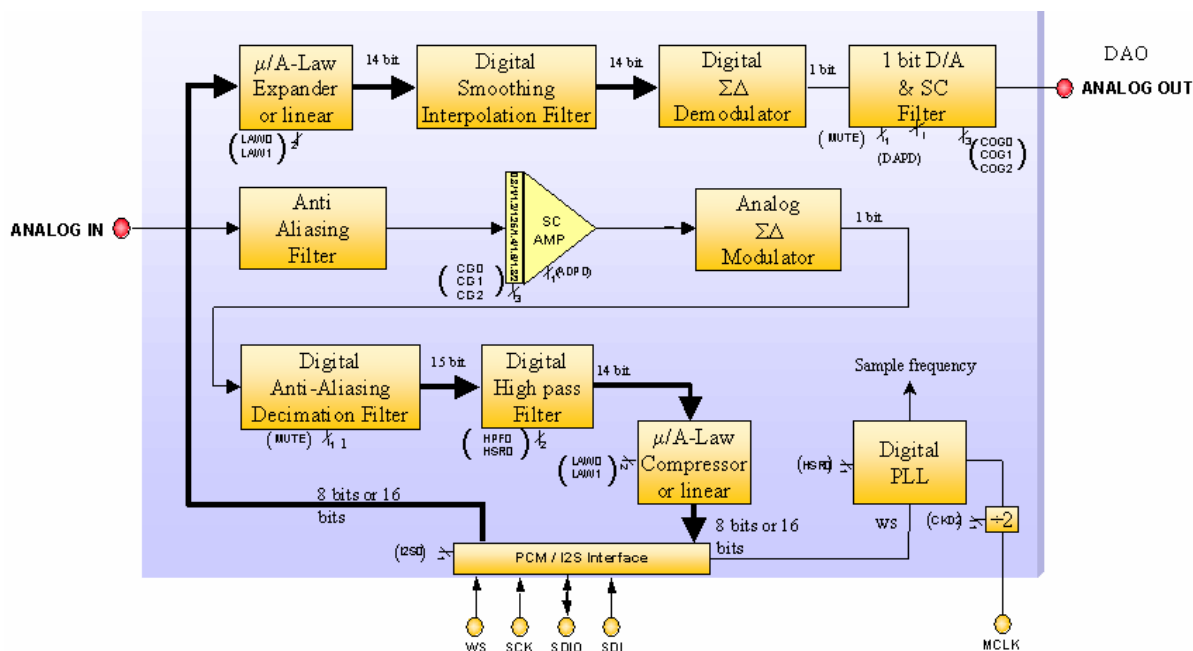 μ/A-Law
Expander
or linear
14 bit
Digital
Smoothing
Interpolation Filter
14 bit
Digital
ΣΔ
Demodulator
1 bit
1 bit D/A
& SC
Filter
DAO
ANALOG OUT
(LAW0
LAW1)
2
(MUTE)
1
1
(DAPD)
3
(COG0
COG1
COG2)
ANALOG IN
Anti
Aliasing
Filter
SC
AMP
1
(ADPD)
(CG0
CG1
CG2)
3
Analog
ΣΔ
Modulator
1 bit
Digital
Anti-Aliasing
Decimation Filter
15 bit
Digital
High pass
Filter
14 bit
(MUTE)
1
1
(HPF0
HSR0)
2
(LAW0
LAW1)
2
μ/A-Law
Compressor
or linear
Sample frequency
(HSR0)
Digital
PLL
8 bits or 16
bits
8 bits or 16
bits
WS
(CKD2)
÷2
(I2S0)
PCM / I2S Interface
WS
SCK
SDIO
SDI
MCLK